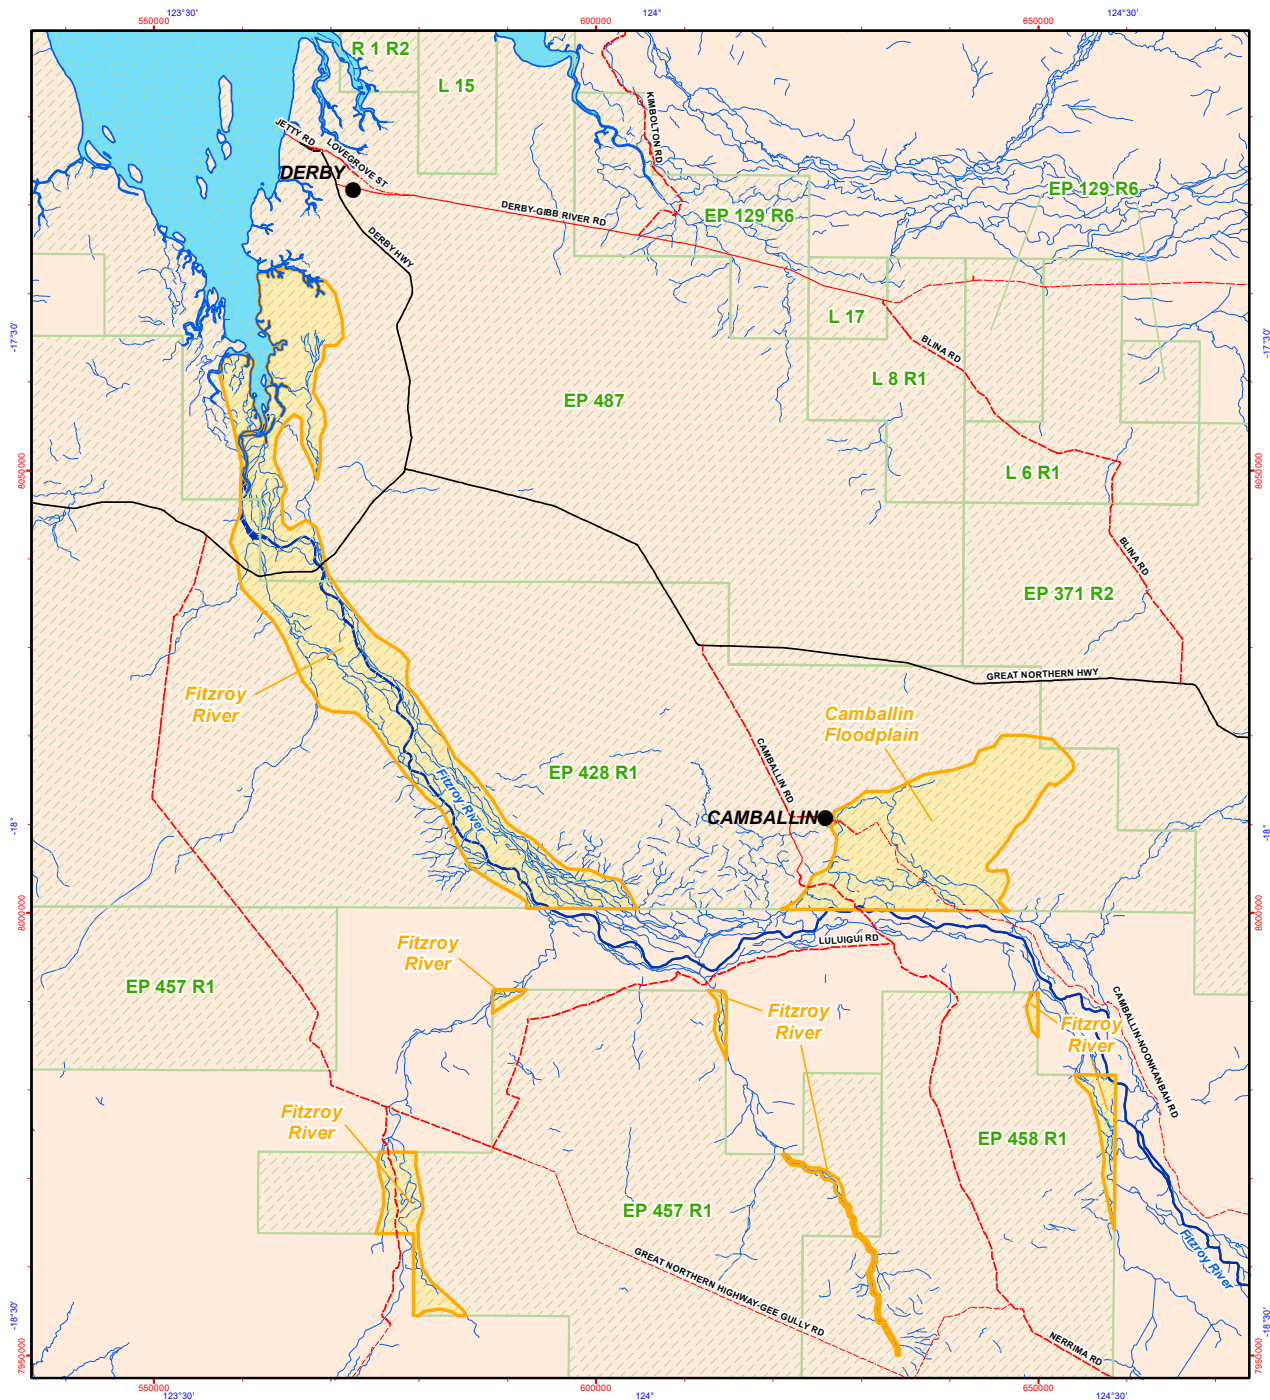 123°30'
124°
124°30'
550000
600000
650000
R 1 R2
L 15
KIMBOLTON RD
JETTY RD
LOVEGROVE ST
DERBY
DERBY-GIBB RIVER RD
DERBY HWY
EP 129 R6
EP 129 R6
-17°30'
-17°30'
L 17
BLINA RD
L 8 R1
EP 487
L 6 R1
8050000
8050000
BLINA RD
EP 371 R2
GREAT NORTHERN HWY
Fitzroy
River
Camballin
Floodplain
CAMBALLIN RD
EP 428 R1
Fitzroy River
CAMBALLIN
-18°
-18°
8000000
8000000
LULUIGUI RD
Fitzroy
River
EP 457 R1
Fitzroy
River
Fitzroy
River
CAMBALLIN-NOONKANBAH RD
Fitzroy
River
EP 458 R1
EP 457 R1
GREAT NORTHERN HIGHWAY-GEE GULLY RD
Fitzroy River
NERRIMA RD
-18°30'
-18°30'
7950000
7950000
550000
600000
650000
123°30'
124°
124°30'